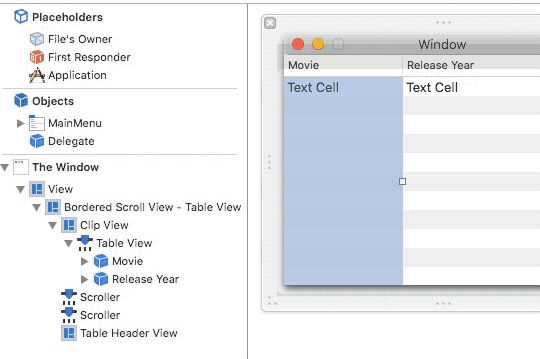 Placeholders
File's Owner
First Responder
Application
Objects
MainMenu
Delegate
The Window
View
Bordered Scroll View - Table View
Clip View
Table View
Movie
Release Year
Scroller
Scroller
Table Header View
Window
Movie Release Year
Text Cell Text Cell